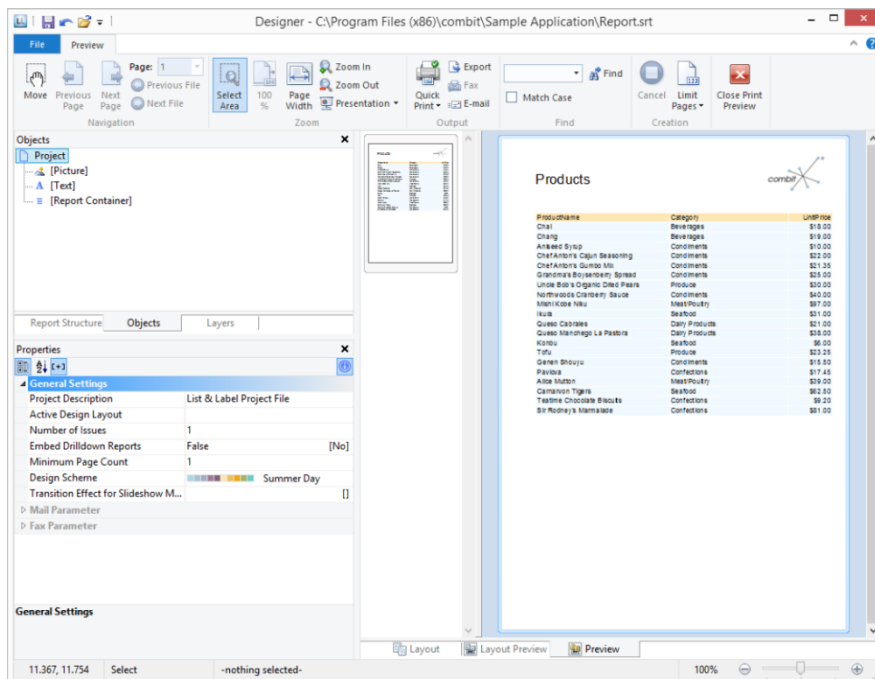 Designer - C:\Program Files (x86)\combit\Sample Application\Report.srt
File Preview
Move
Previous Page
Next Page
Page: 1
Previous File
Next File
Navigation
Select Area
100 %
Page Width
Zoom In
Zoom Out
Presentation
Zoom
Quick Print
Export
Fax
E-mail
Output
Find
Match Case
Find
Cancel
Limit Pages
Creation
Close Print Preview
Objects
Project
[Picture]
A [Text]
[Report Container]
Report Structure Objects Layers
Properties
General Settings
Project Description List & Label Project File
Active Design Layout
Number of Issues 1
Embed Drilldown Reports False [No]
Minimum Page Count 1
Design Scheme Summer Day
Transition Effect for Slideshow M... []
Mail Parameter
Fax Parameter
General Settings
Products
combit
ProductName Category UnitPrice
Chai Beverages $18.00
Chang Beverages $19.00
Aniseed Syrup Condiments $10.00
Chef Anton's Cajun Seasoning Condiments $22.00
Chef Anton's Gumbo Mix Condiments $21.35
Grandma's Boysenberry Spread Condiments $25.00
Uncle Bob's Organic Dried Pears Produce $30.00
Northwoods Cranberry Sauce Condiments $40.00
Mishi Kobe Niku Meat/Poultry $97.00
Ikura Seafood $31.00
Queso Cabrales Dairy Products $21.00
Queso Manchego La Pastora Dairy Products $38.00
Konbu Seafood $6.00
Tofu Produce $23.25
Genen Shouyu Condiments $15.50
Pavlova Confections $17.45
Alice Mutton Meat/Poultry $39.00
Carnarvon Tigers Seafood $62.50
Teatime Chocolate Biscuits Confections $9.20
Sir Rodney's Marmalade Confections $81.00
Layout Layout Preview Preview
11.367, 11.754 Select -nothing selected- 100%